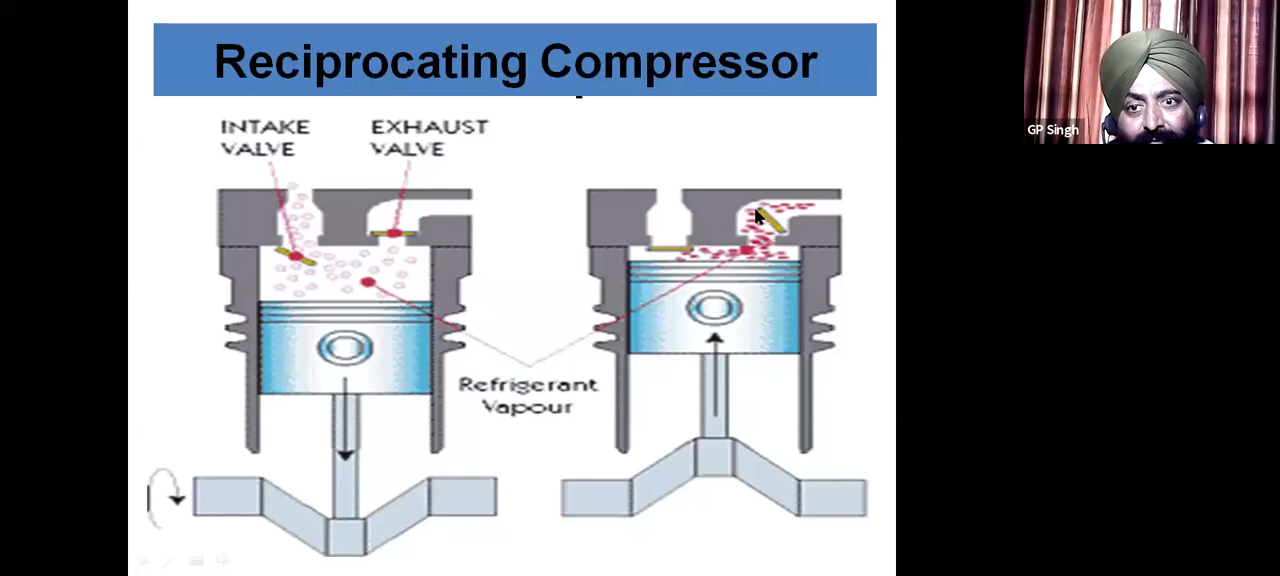 Reciprocating Compressor
INTAKE
VALVE
EXHAUST
VALVE
Refrigerant
Vapour
GP Singh